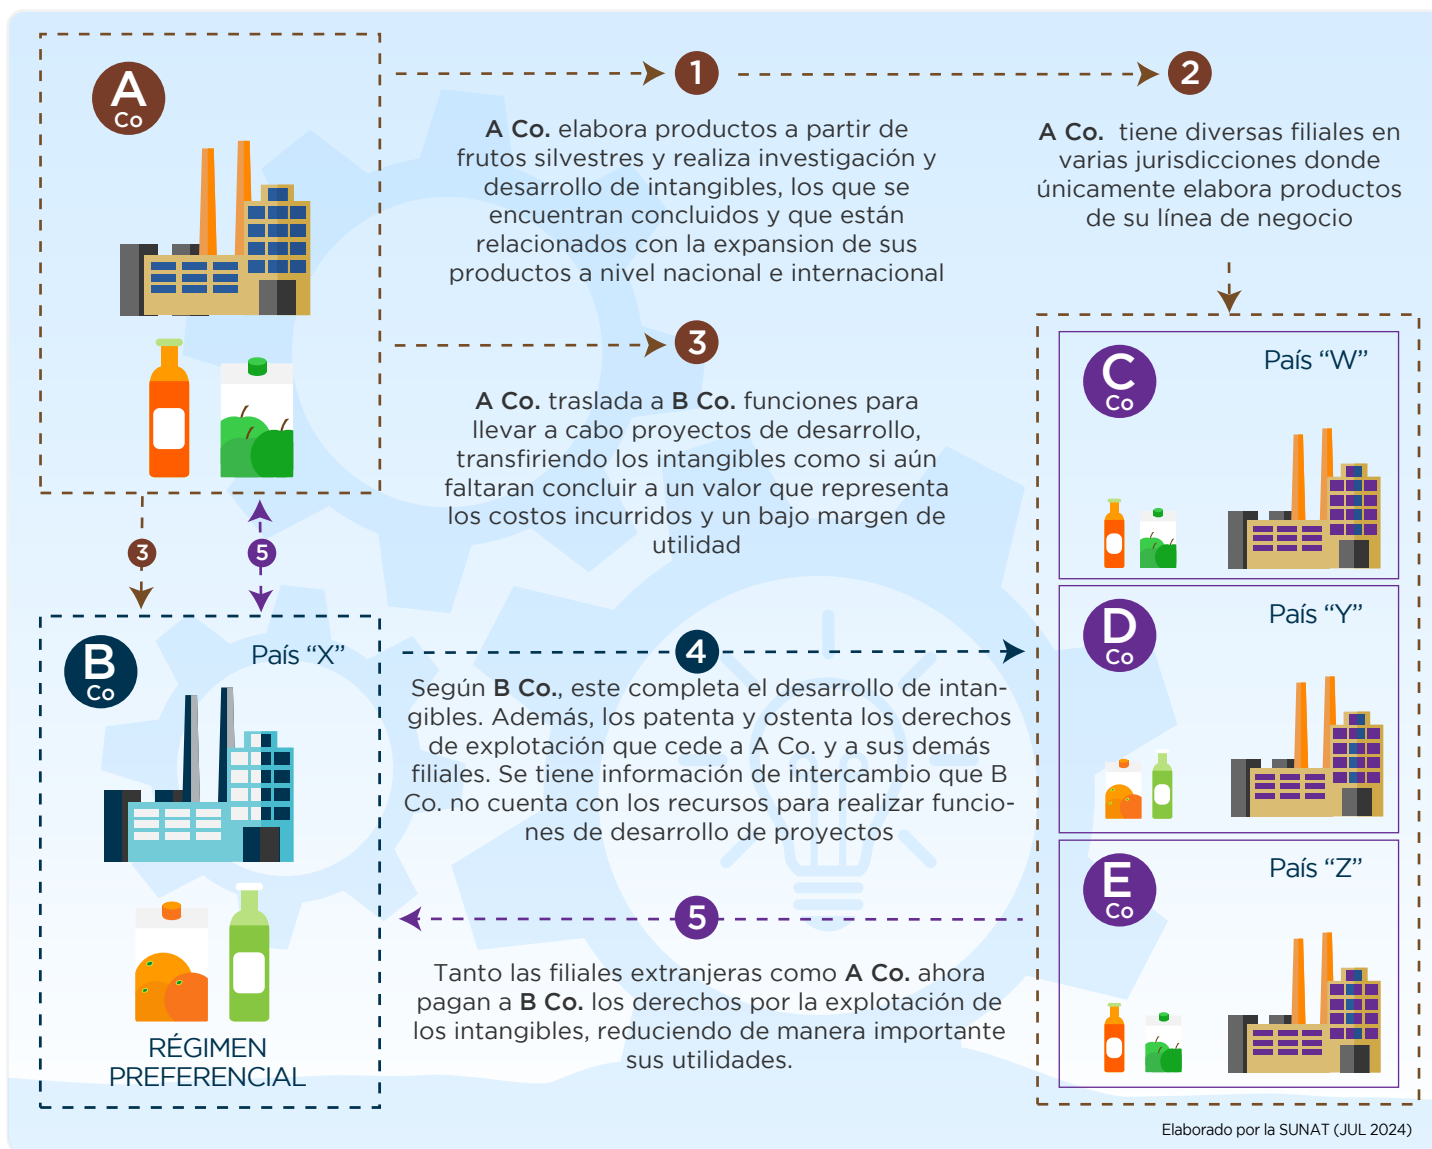 A
Co
1
A Co. elabora productos a partir de
frutos silvestres y realiza investigación y
desarrollo de intangibles, los que se
encuentran concluidos y que están
relacionados con la expansion de sus
productos a nivel nacional e internacional
2
A Co. tiene diversas filiales en
varias jurisdicciones donde
únicamente elabora productos
de su línea de negocio
3
A Co. traslada a B Co. funciones para
llevar a cabo proyectos de desarrollo,
transfiriendo los intangibles como si aún
faltaran concluir a un valor que representa
los costos incurridos y un bajo margen de
utilidad
C
Co
País “W”
3
5
B
Co
País “X”
RÉGIMEN
PREFERENCIAL
4
Según B Co., este completa el desarrollo de intan-
gibles. Además, los patenta y ostenta los derechos
de explotación que cede a A Co. y a sus demás
filiales. Se tiene información de intercambio que B
Co. no cuenta con los recursos para realizar funcio-
nes de desarrollo de proyectos
D
Co
País “Y”
5
Tanto las filiales extranjeras como A Co. ahora
pagan a B Co. los derechos por la explotación de
los intangibles, reduciendo de manera importante
sus utilidades.
E
Co
País “Z”
Elaborado por la SUNAT (JUL 2024)